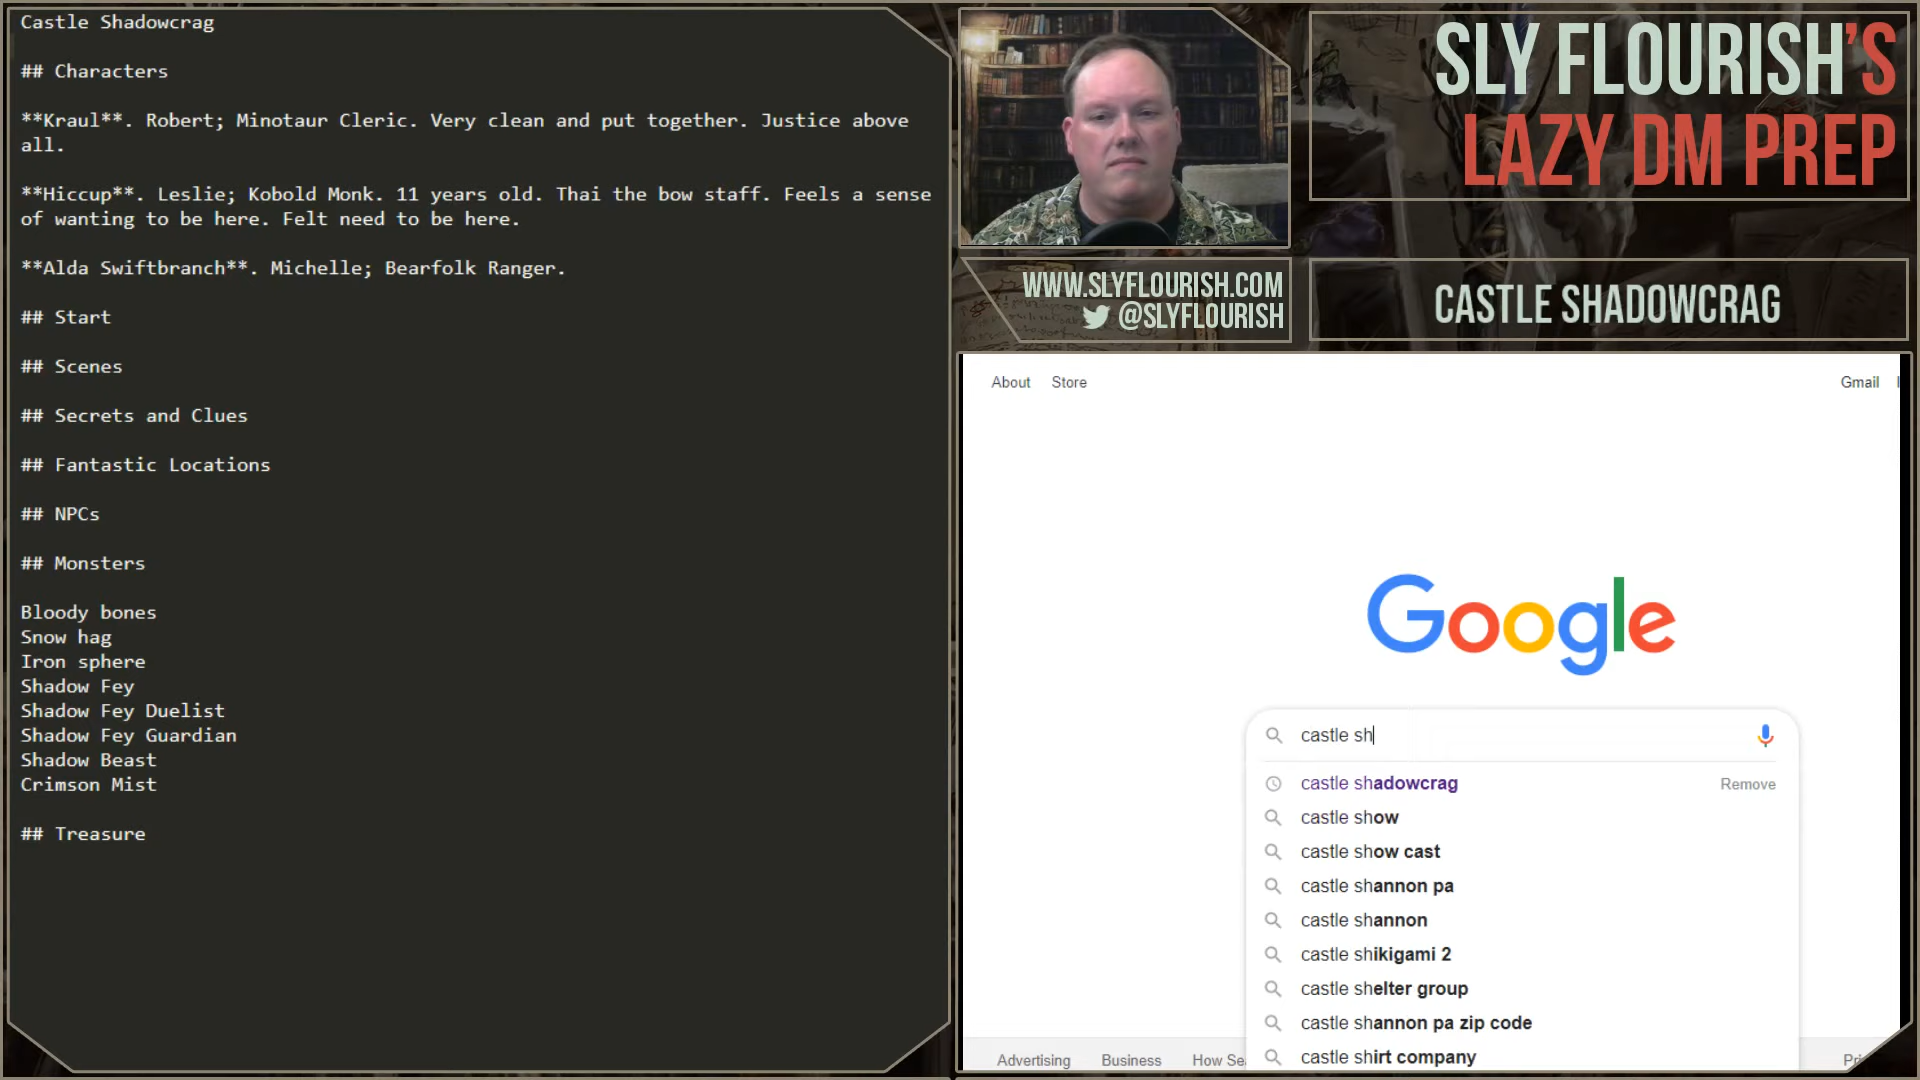 Castle Shadowcrag
## Characters
**Kraul**. Robert; Minotaur Cleric. Very clean and put together. Justice above
all.
**Hiccup**. Leslie; Kobold Monk. 11 years old. Thai the bow staff. Feels a sense
of wanting to be here. Felt need to be here.
**Alda Swiftbranch**. Michelle; Bearfolk Ranger.
## Start
## Scenes
## Secrets and Clues
## Fantastic Locations
## NPCs
## Monsters
Bloody bones
Snow hag
Iron sphere
Shadow Fey
Shadow Fey Duelist
Shadow Fey Guardian
Shadow Beast
Crimson Mist
## Treasure
SLY FLOURISH'S
LAZY DM PREP
WWW.SLYFLOURISH.COM
@SLYFLOURISH
CASTLE SHADOWCRAG
About Store Gmail
Google
castle sh
castle shadowcrag Remove
castle show
castle show cast
castle shannon pa
castle shannon
castle shikigami 2
castle shelter group
castle shannon pa zip code
castle shirt company
Advertising Business How Sea